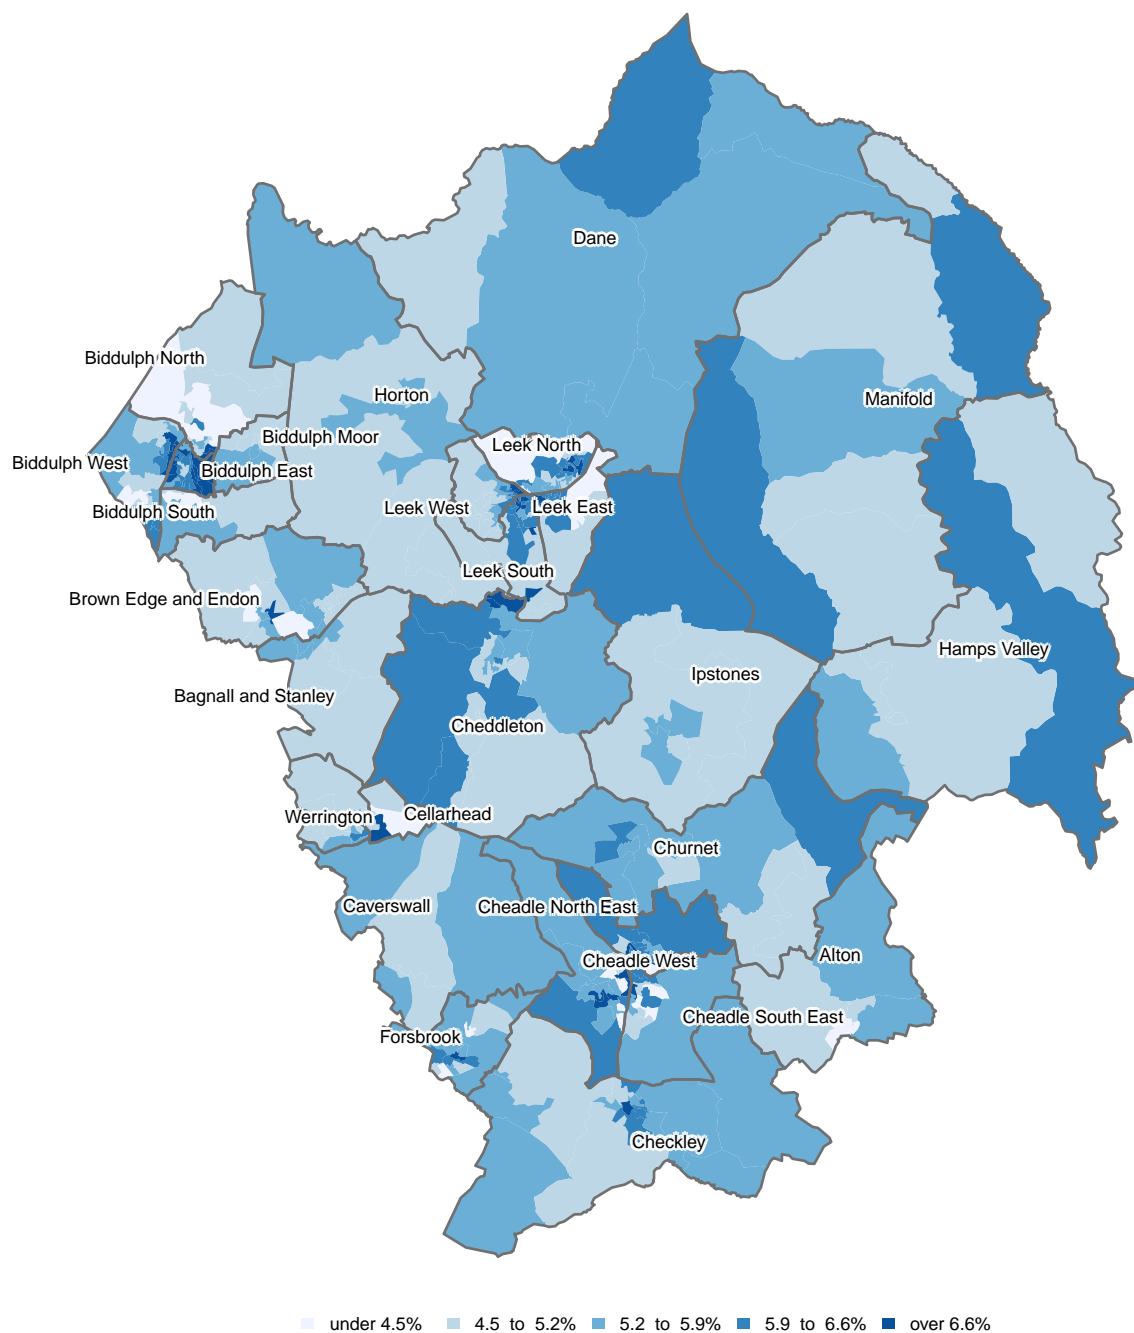 Dane
Biddulph North
Horton
Manifold
Biddulph Moor
Leek North
Biddulph West
Biddulph East
Leek West
Leek East
Biddulph South
Leek South
Brown Edge and Endon
Hamps Valley
Ipstones
Bagnall and Stanley
Cheddleton
Cellarhead
Werrington
Churnet
Caverswall
Cheadle North East
Alton
Cheadle West
Cheadle South East
Forsbrook
Checkley
under 4.5% 4.5 to 5.2% 5.2 to 5.9% 5.9 to 6.6% over 6.6%